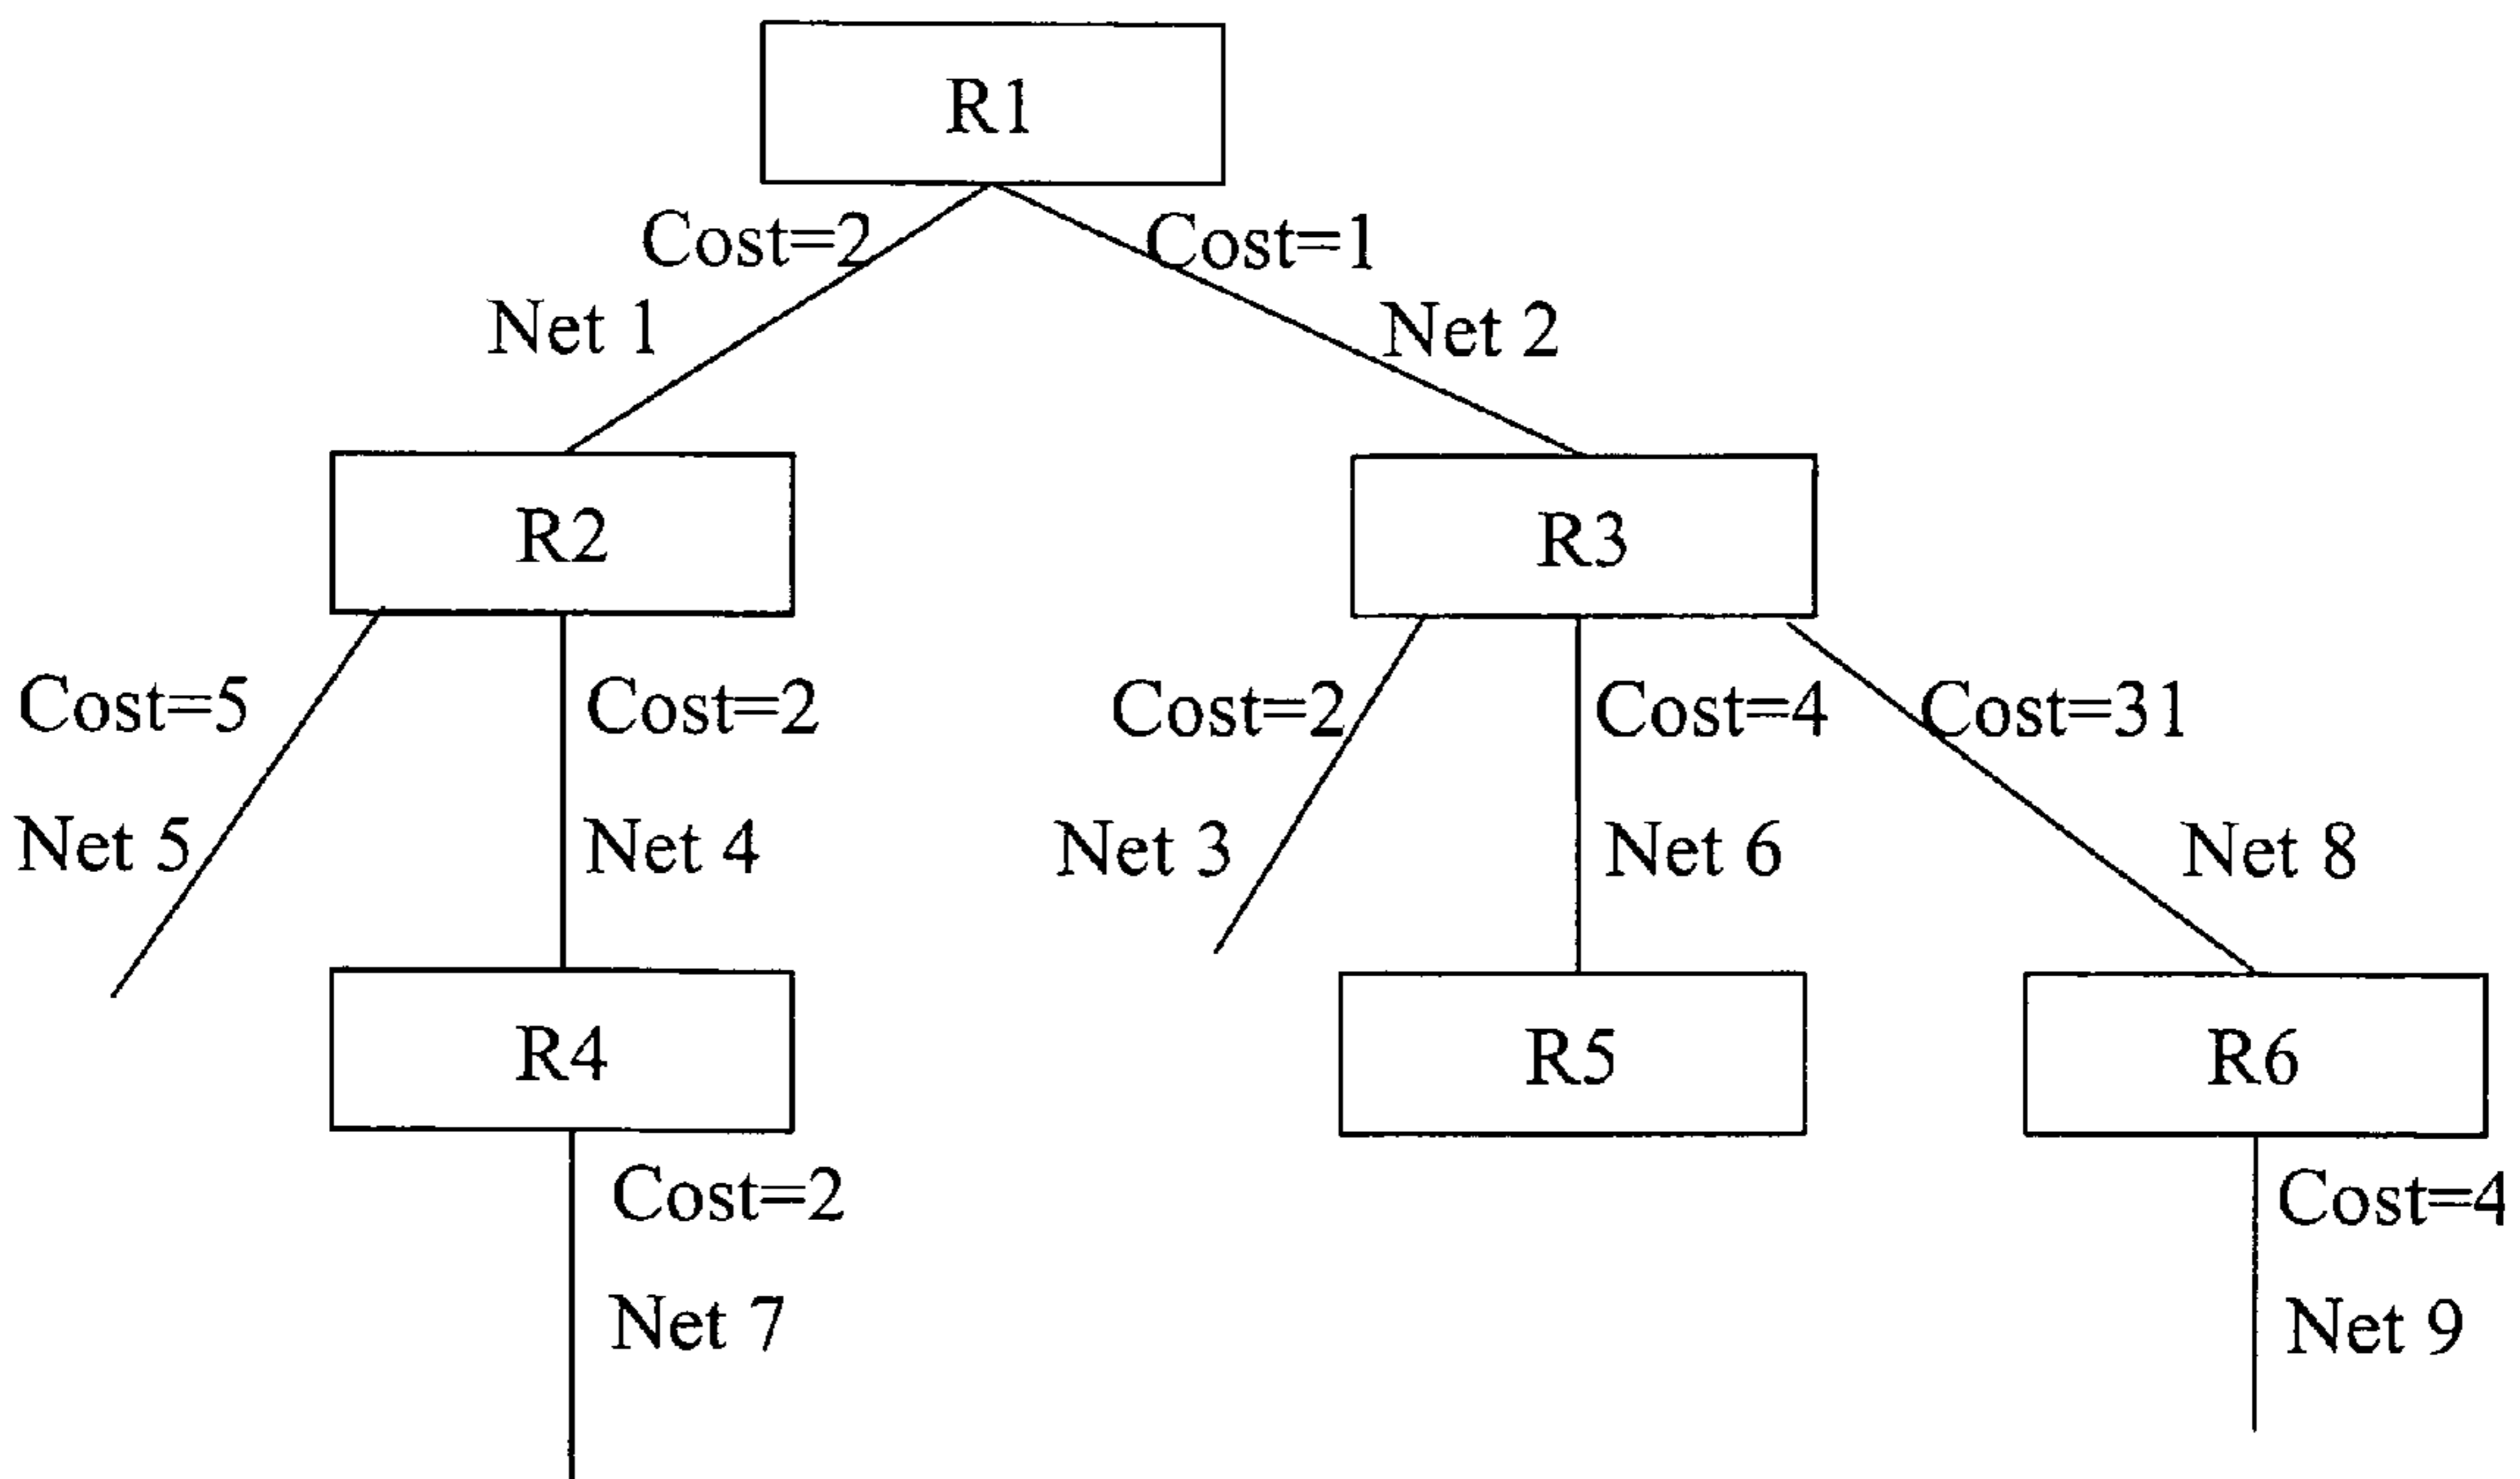 R1
Cost=2
Cost=1
Net 1
Net 2
R2
R3
Cost=5
Cost=2
Cost=2
Cost=4
Cost=31
Net 5
Net 4
Net 3
Net 6
Net 8
R4
R5
R6
Cost=2
Cost=4
Net 7
Net 9